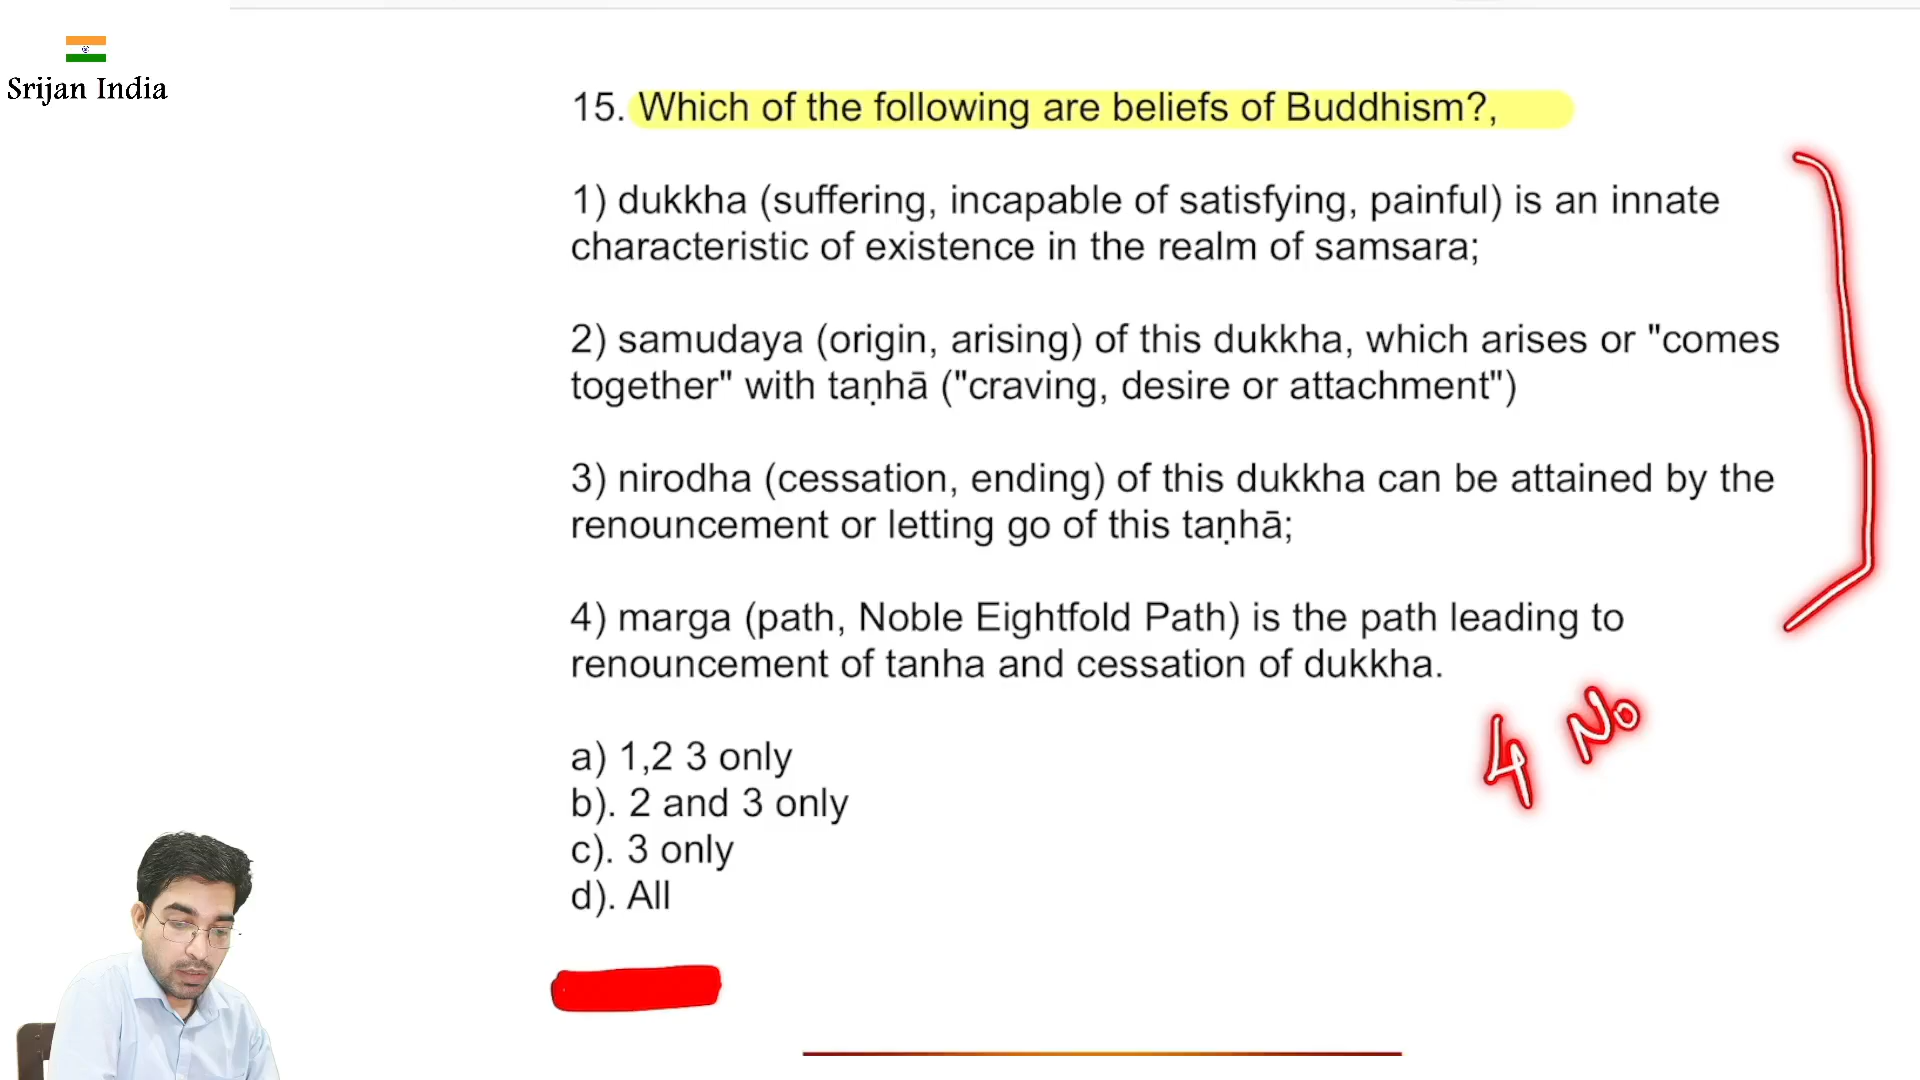 Srijan India
15. Which of the following are beliefs of Buddhism?,
1) dukkha (suffering, incapable of satisfying, painful) is an innate
characteristic of existence in the realm of samsara;
2) samudaya (origin, arising) of this dukkha, which arises or "comes
together" with taṇhā ("craving, desire or attachment")
3) nirodha (cessation, ending) of this dukkha can be attained by the
renouncement or letting go of this taṇhā;
4) marga (path, Noble Eightfold Path) is the path leading to
renouncement of tanha and cessation of dukkha.
4 No
a) 1,2 3 only
b). 2 and 3 only
c). 3 only
d). All